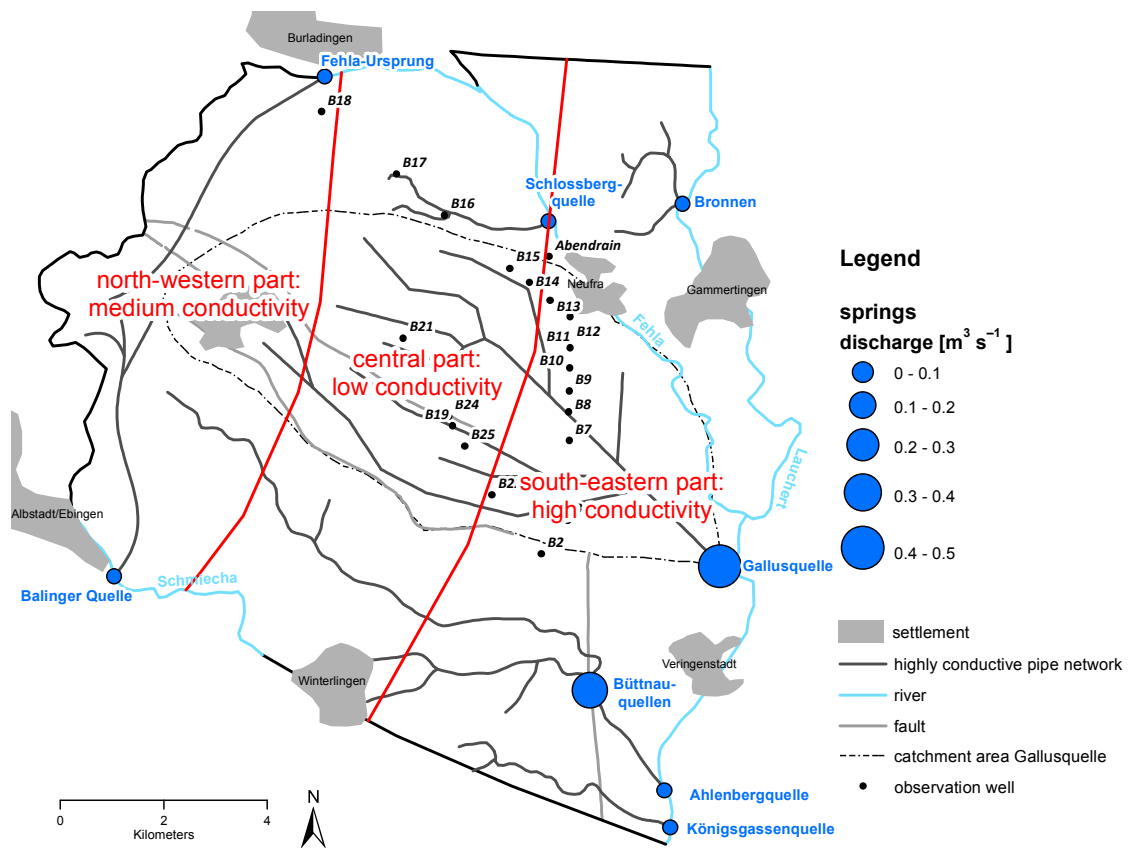 Burladingen
Fehla-Ursprung
B18
B17
B16
Schlossberg-
quelle
Bronnen
Abendrain
B15
B14
Neufra
Gammertingen
B13
north-western part:
medium conductivity
B21
B11
B12
Fehla
central part:
low conductivity
B10
B9
B24
B8
B19
B7
B25
Lauchert
south-eastern part:
high conductivity
B2
Albstadt/Ebingen
B2
Gallusquelle
Schmiecha
Balinger Quelle
Winterlingen
Veringenstadt
Büttnau-
quellen
Ahlenbergquelle
Königsgassenquelle
0 2 4
Kilometers
N
Legend
springs
discharge [m³ s⁻¹ ]
0 - 0.1
0.1 - 0.2
0.2 - 0.3
0.3 - 0.4
0.4 - 0.5
settlement
highly conductive pipe network
river
fault
catchment area Gallusquelle
observation well